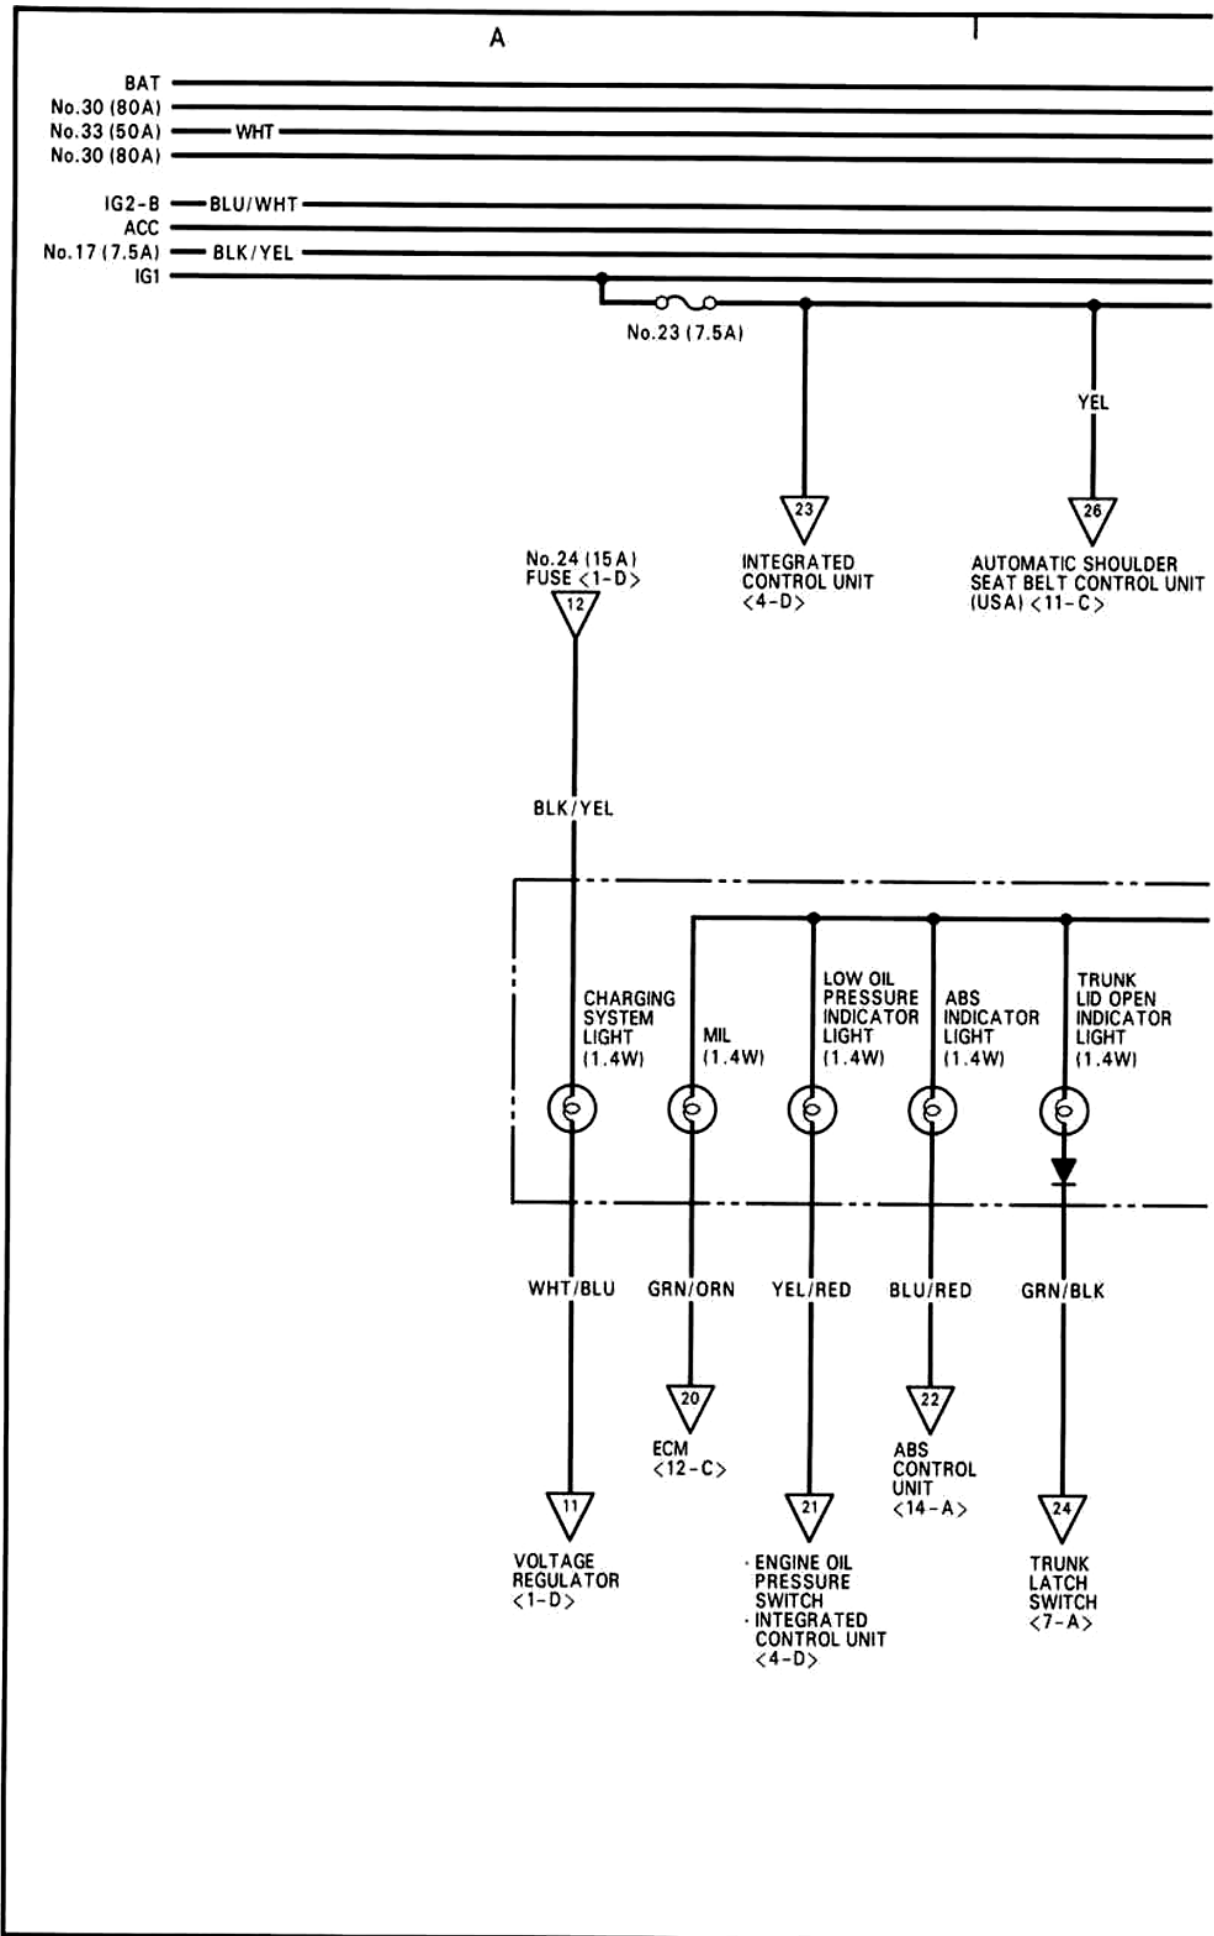 A
BAT
No.30 (80A)
No.33 (50A) WHT
No.30 (80A)
IG2-B BLU/WHT
ACC
No.17 (7.5A) BLK/YEL
IG1
No.23 (7.5A)
YEL
23
26
INTEGRATED
CONTROL UNIT
<4-D>
AUTOMATIC SHOULDER
SEAT BELT CONTROL UNIT
(USA) <11-C>
No.24 (15A)
FUSE <1-D>
12
BLK/YEL
CHARGING
SYSTEM
LIGHT
(1.4W)
MIL
(1.4W)
LOW OIL
PRESSURE
INDICATOR
LIGHT
(1.4W)
ABS
INDICATOR
LIGHT
(1.4W)
TRUNK
LID OPEN
INDICATOR
LIGHT
(1.4W)
WHT/BLU
GRN/ORN
YEL/RED
BLU/RED
GRN/BLK
20
ECM
<12-C>
22
ABS
CONTROL
UNIT
<14-A>
11
VOLTAGE
REGULATOR
<1-D>
21
· ENGINE OIL
PRESSURE
SWITCH
· INTEGRATED
CONTROL UNIT
<4-D>
24
TRUNK
LATCH
SWITCH
<7-A>